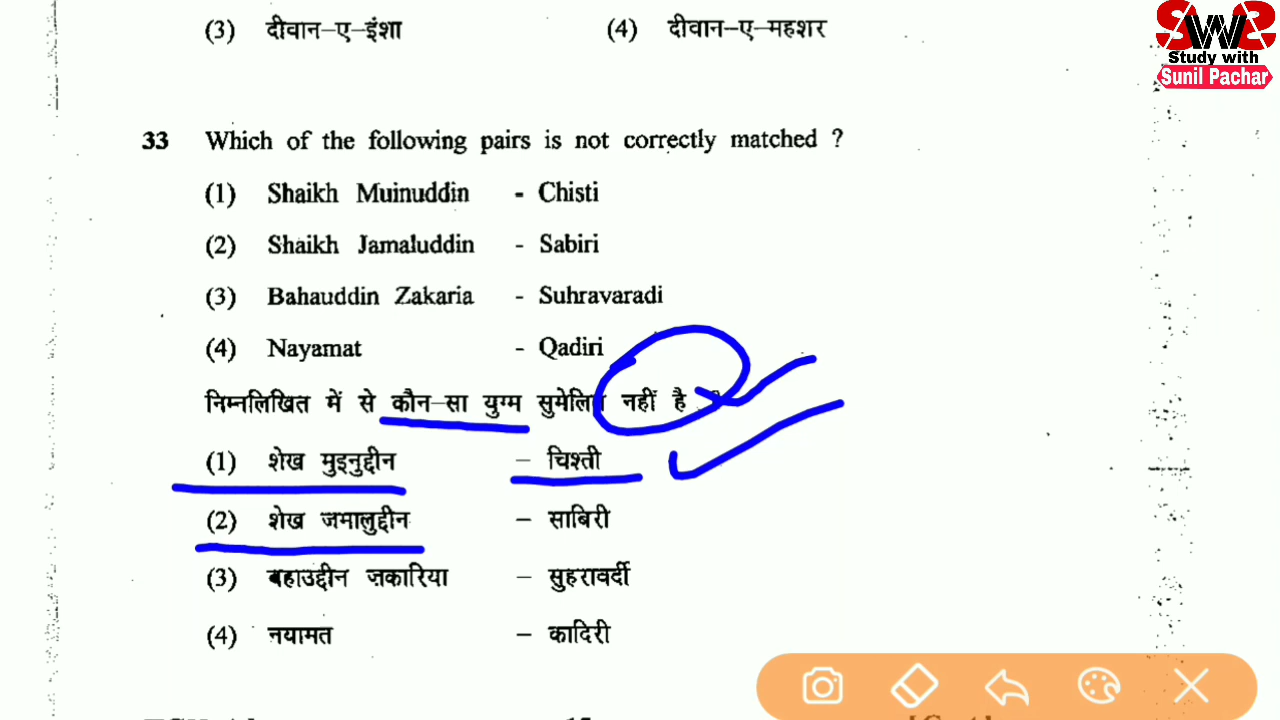 (3) दीवान-ए-इंशा (4) दीवान-ए-महशर
SWS
Study with
Sunil Pachar
33 Which of the following pairs is not correctly matched ?
(1) Shaikh Muinuddin - Chisti
(2) Shaikh Jamaluddin - Sabiri
(3) Bahauddin Zakaria - Suhravaradi
(4) Nayamat - Qadiri
निम्नलिखित में से कौन-सा युग्म सुमेलित नहीं है ?
(1) शेख मुइनुद्दीन – चिश्ती
(2) शेख जमालुद्दीन – साबिरी
(3) बहाउद्दीन ज़कारिया – सुहरावर्दी
(4) नयामत – कादिरी